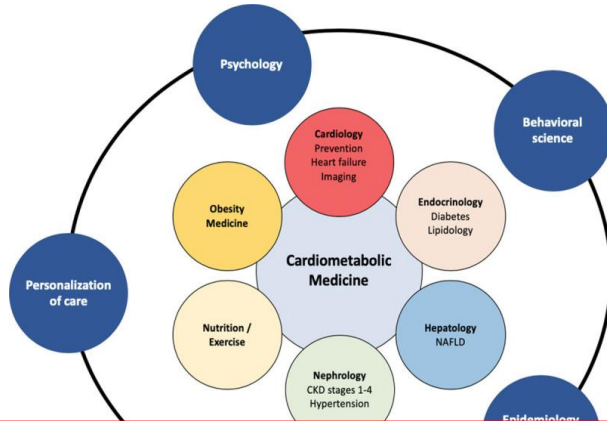 Psychology
Behavioral
science
Cardiology
Prevention
Heart failure
Imaging
Obesity
Medicine
Endocrinology
Diabetes
Lipidology
Cardiometabolic
Medicine
Personalization
of care
Nutrition /
Exercise
Hepatology
NAFLD
Nephrology
CKD stages 1-4
Hypertension
Epidemiology